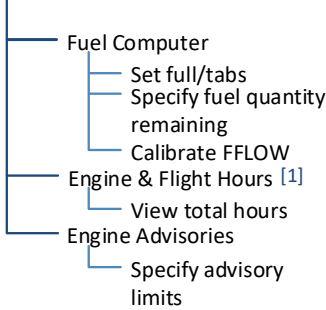 Fuel Computer
Set full/tabs
Specify fuel quantity
remaining
Calibrate FFLOW
Engine & Flight Hours [1]
View total hours
Engine Advisories
Specify advisory
limits